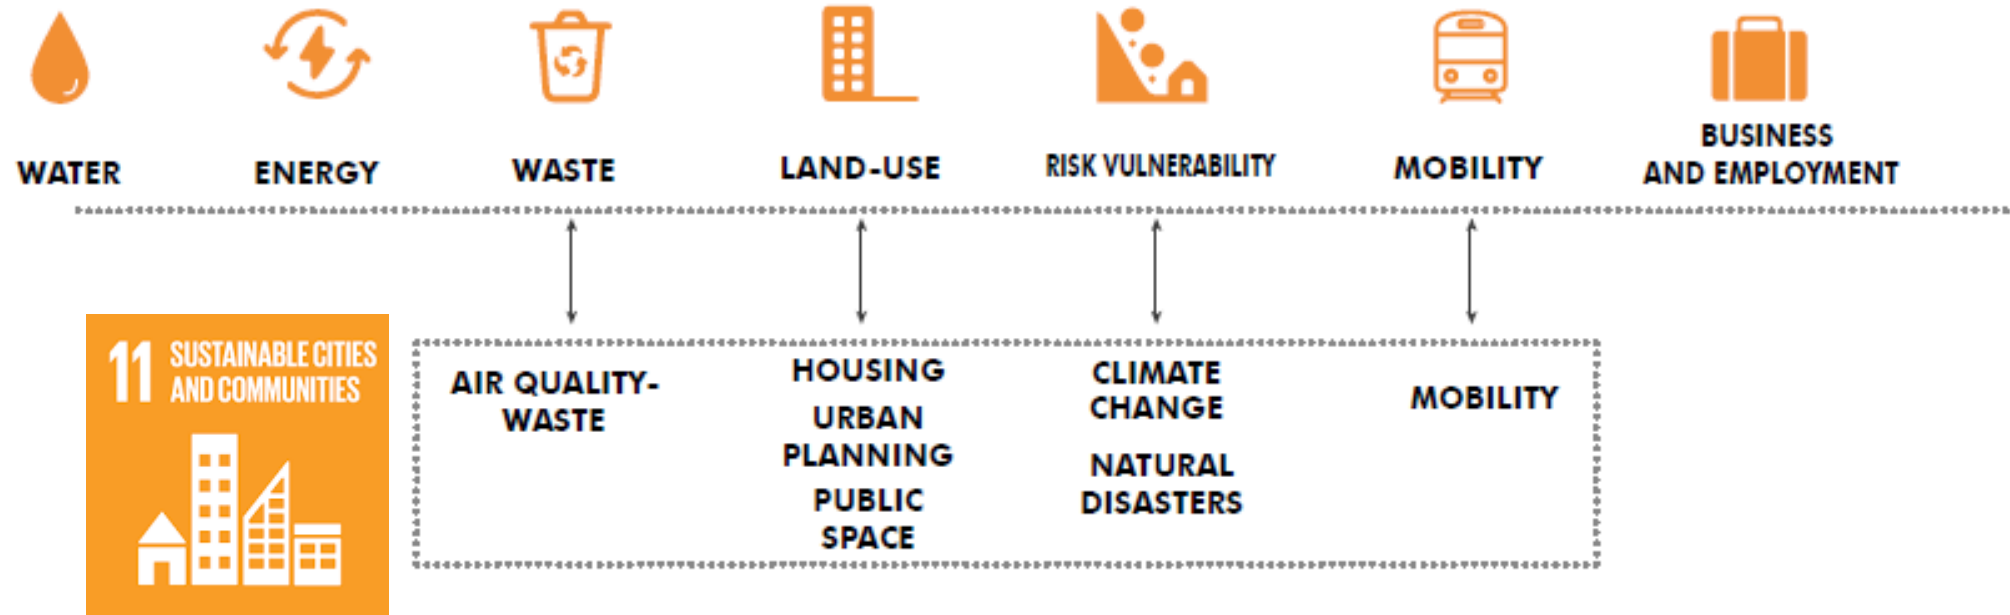 WATER
ENERGY
WASTE
LAND-USE
RISK VULNERABILITY
MOBILITY
BUSINESS
AND EMPLOYMENT
11 SUSTAINABLE CITIES
AND COMMUNITIES
AIR QUALITY-
WASTE
HOUSING
URBAN
PLANNING
PUBLIC
SPACE
CLIMATE
CHANGE
NATURAL
DISASTERS
MOBILITY